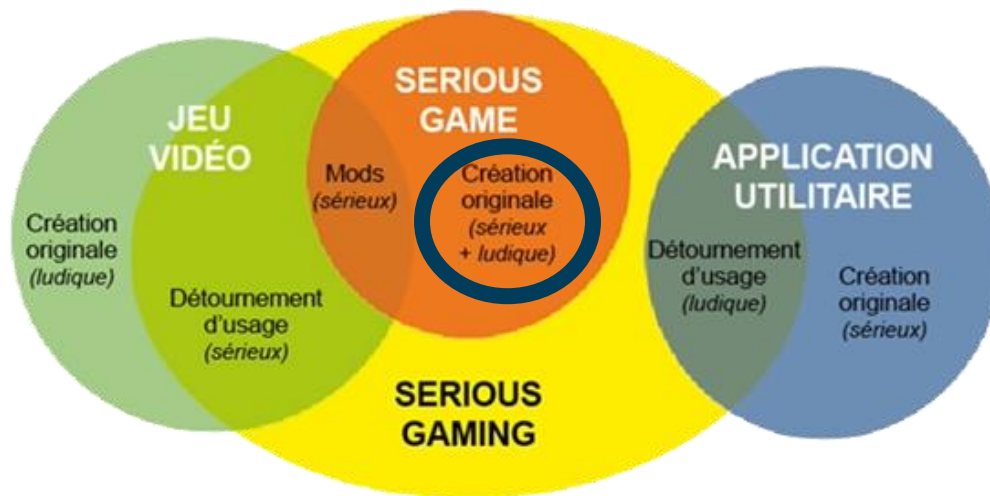 JEU
VIDÉO
Création
originale
(ludique)
Détournement
d'usage
(sérieux)
SERIOUS
GAME
Mods
(sérieux)
Création
originale
(sérieux
+ ludique)
SERIOUS
GAMING
APPLICATION
UTILITAIRE
Détournement
d'usage
(ludique)
Création
originale
(sérieux)